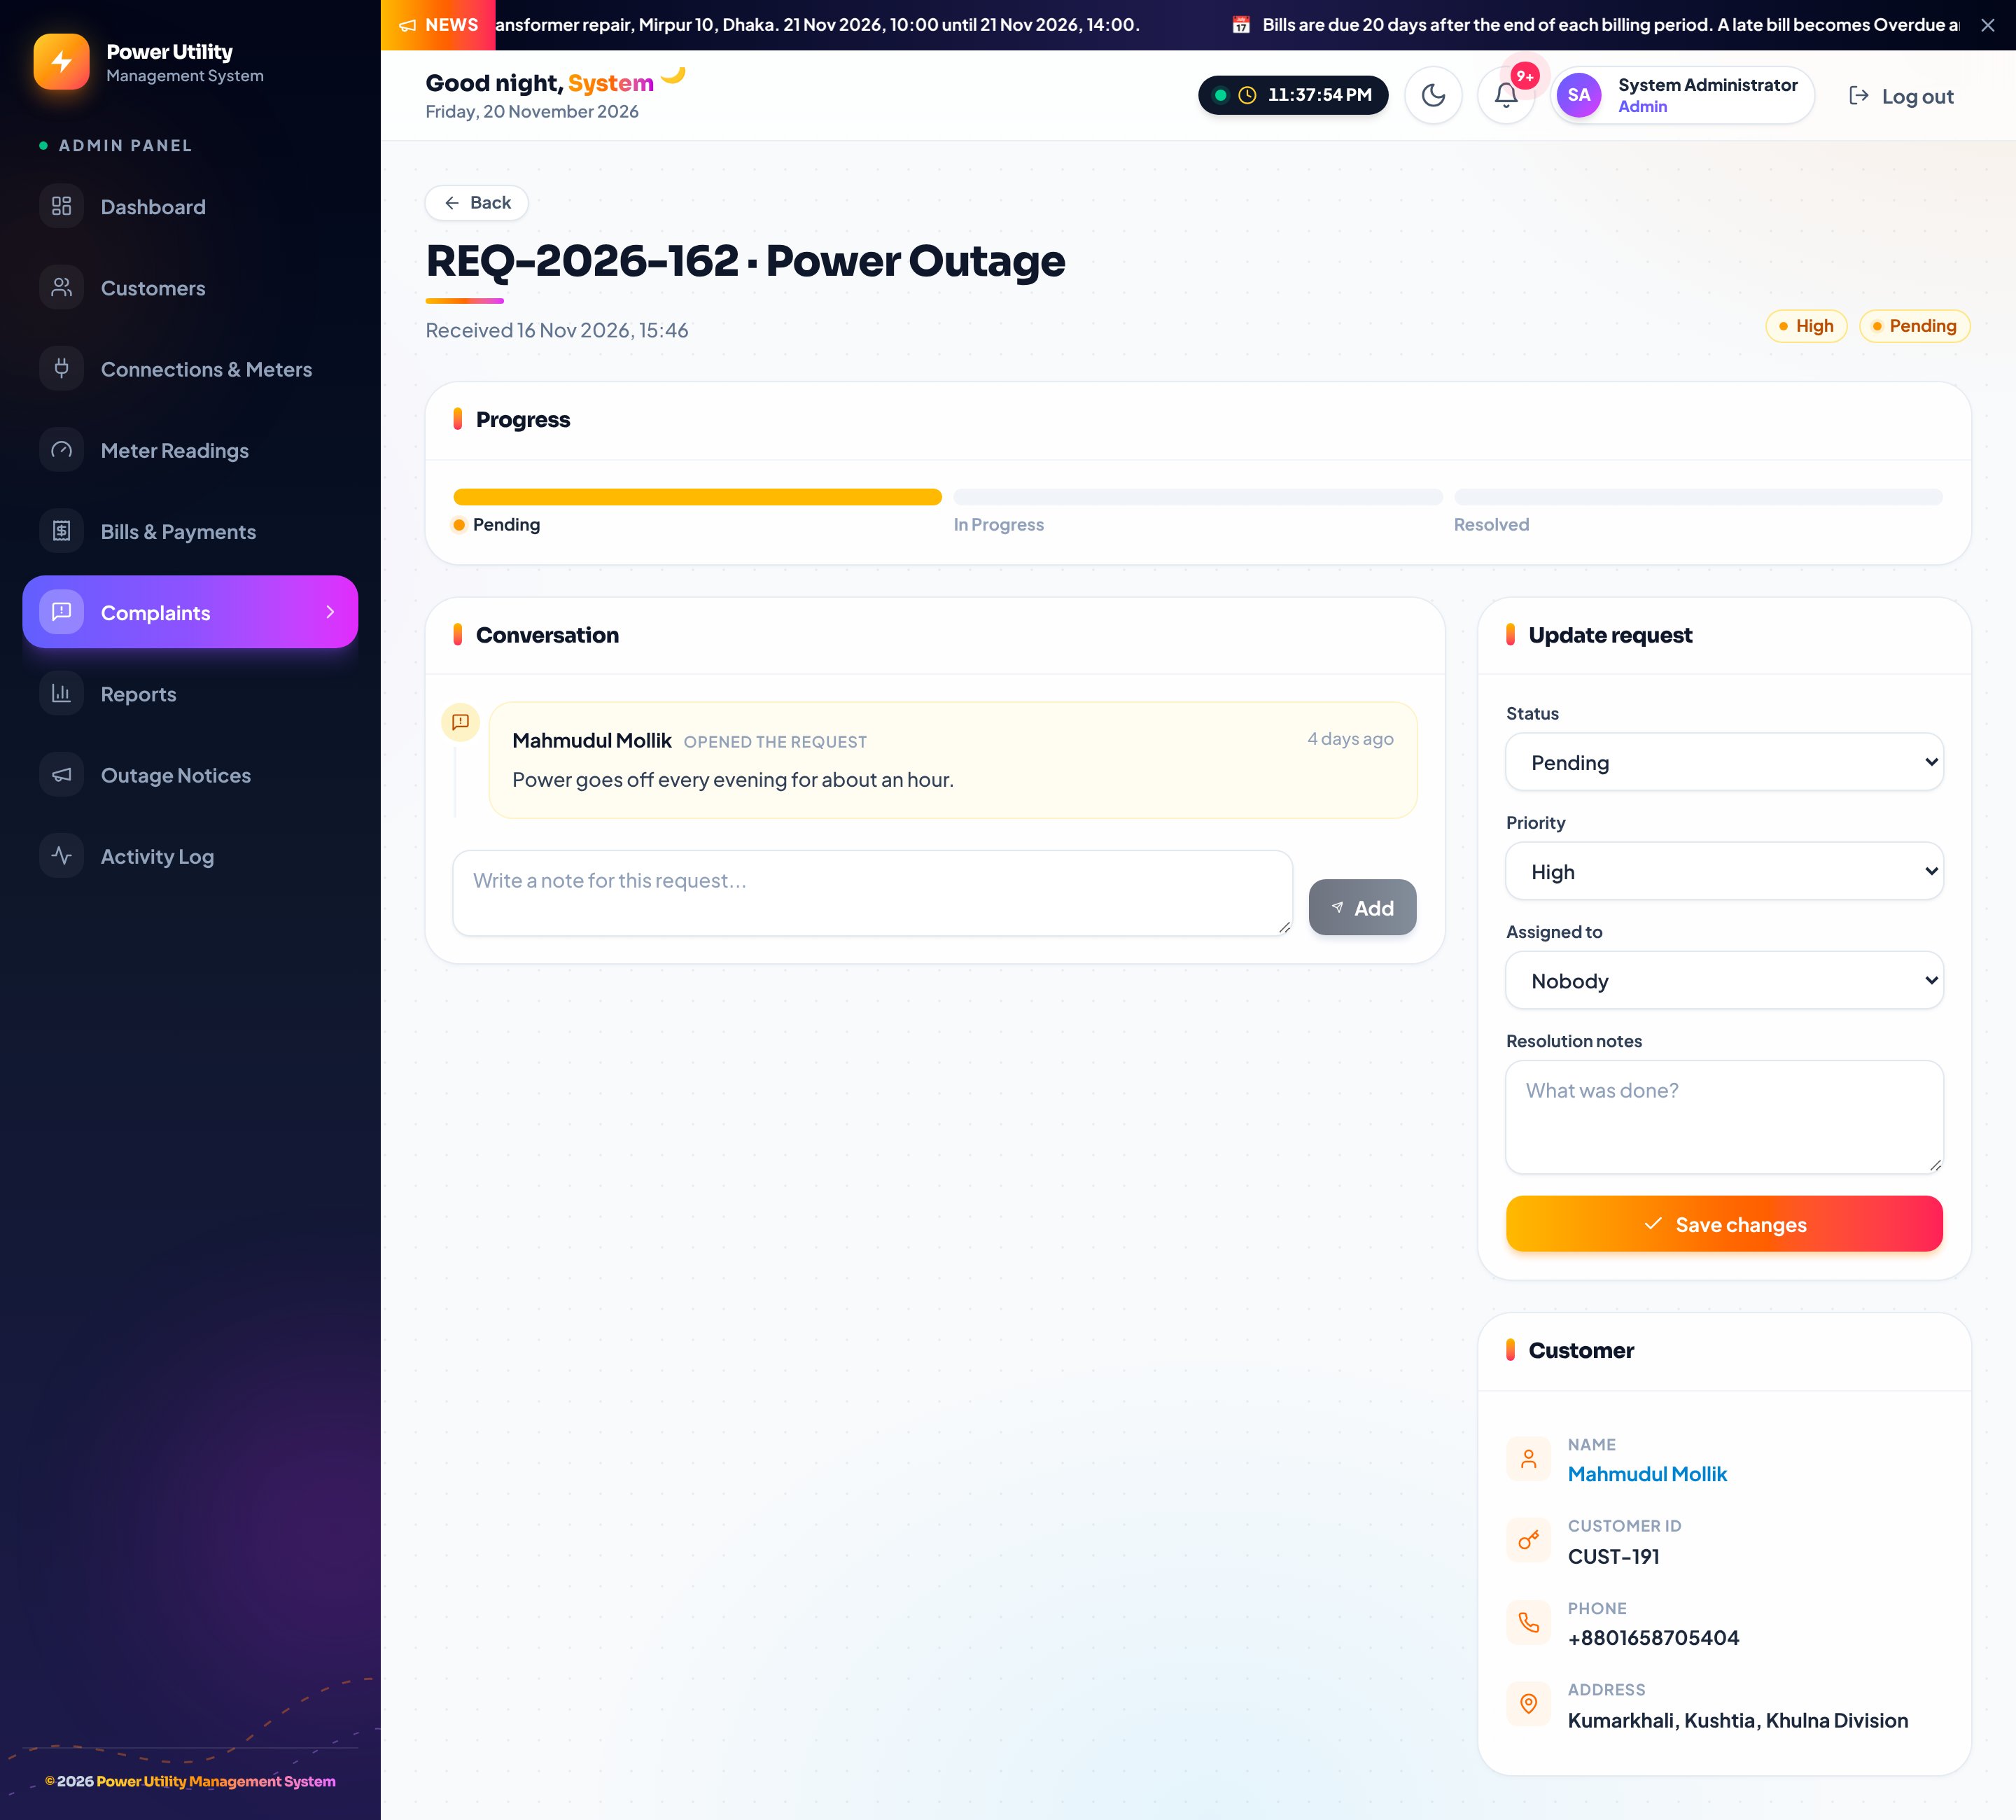 Power Utility
Management System
ADMIN PANEL
Dashboard
Customers
Connections & Meters
Meter Readings
Bills & Payments
Complaints
Reports
Outage Notices
Activity Log
© 2026 Power Utility Management System
NEWS
ansformer repair, Mirpur 10, Dhaka. 21 Nov 2026, 10:00 until 21 Nov 2026, 14:00.
Bills are due 20 days after the end of each billing period. A late bill becomes Overdue
Good night, System
Friday, 20 November 2026
11:37:54 PM
9+
SA
System Administrator
Admin
Log out
Back
REQ-2026-162 · Power Outage
Received 16 Nov 2026, 15:46
High
Pending
Progress
Pending
In Progress
Resolved
Conversation
Mahmudul Mollik OPENED THE REQUEST
4 days ago
Power goes off every evening for about an hour.
Write a note for this request...
Add
Update request
Status
Pending
Priority
High
Assigned to
Nobody
Resolution notes
What was done?
Save changes
Customer
NAME
Mahmudul Mollik
CUSTOMER ID
CUST-191
PHONE
+8801658705404
ADDRESS
Kumarkhali, Kushtia, Khulna Division